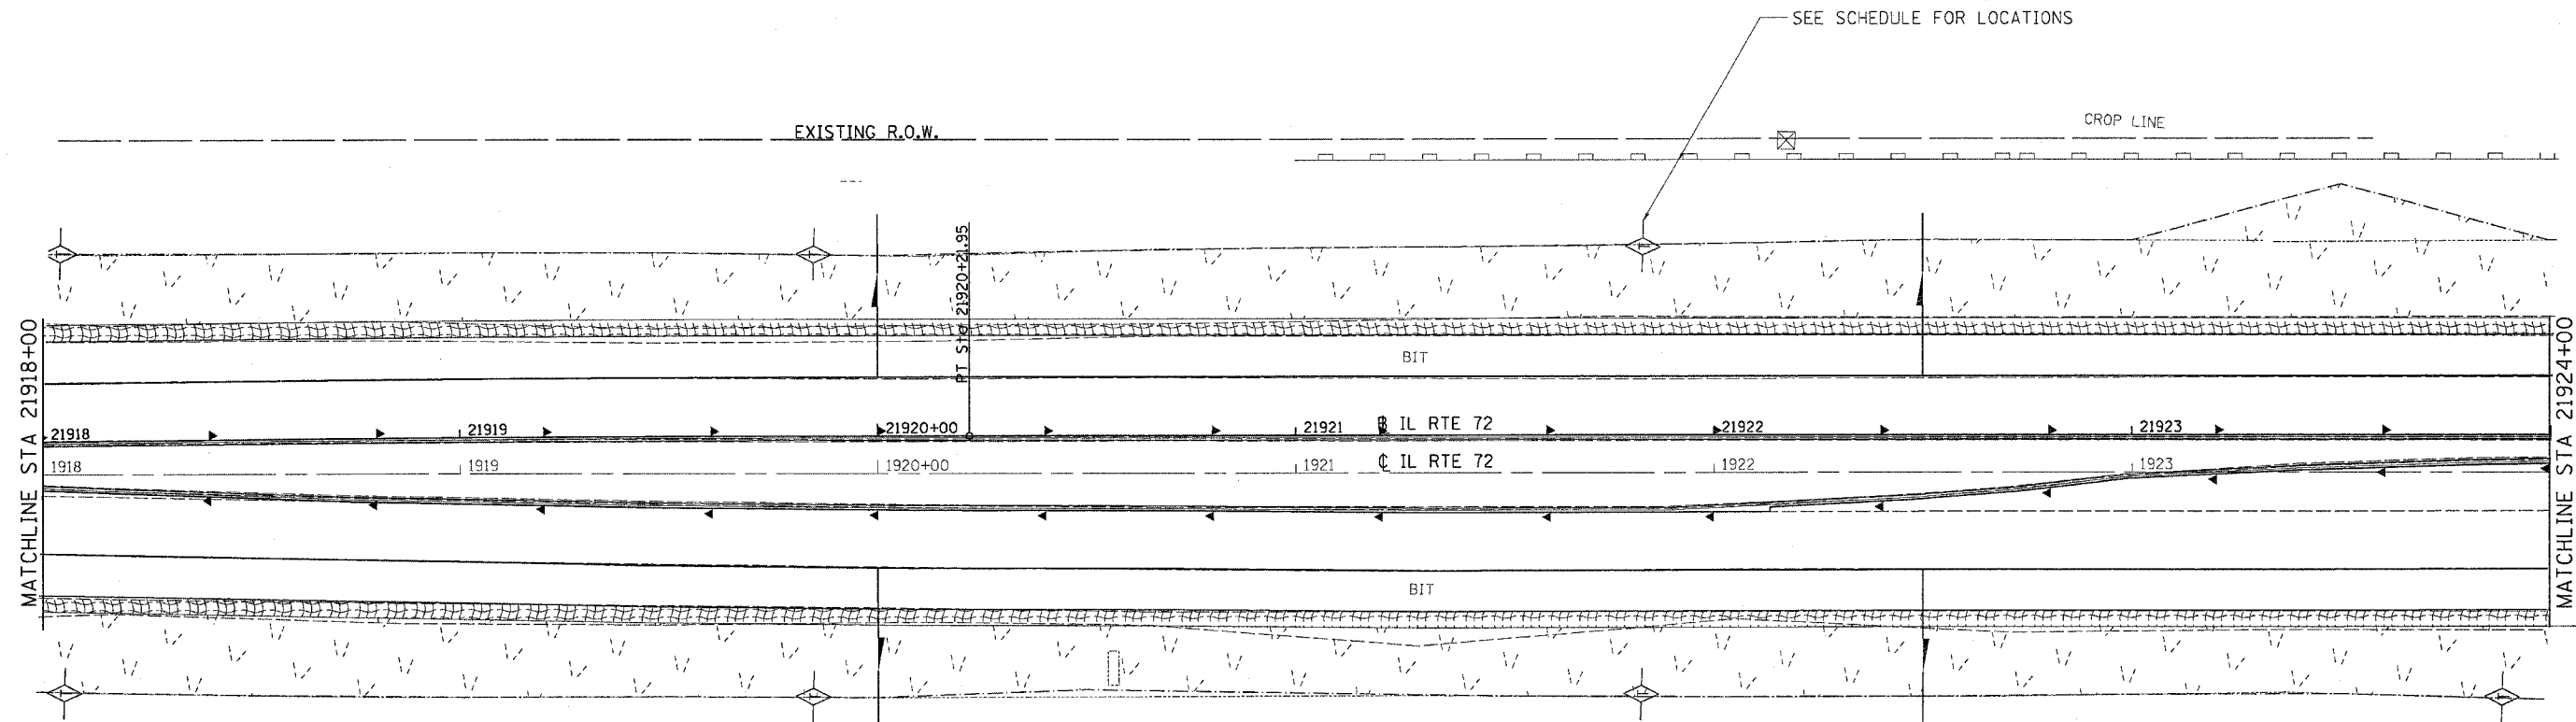 SEE SCHEDULE FOR LOCATIONS
CROP LINE
EXISTING R.O.W.
PT Sta 21920+21.95
MATCHLINE STA 21918+00
MATCHLINE STA 21924+00
BIT
21918 21919 21920+00 21921 ℄ IL RTE 72 21922 21923
1918 1919 1920+00 1921 ℄ IL RTE 72 1922 1923
BIT